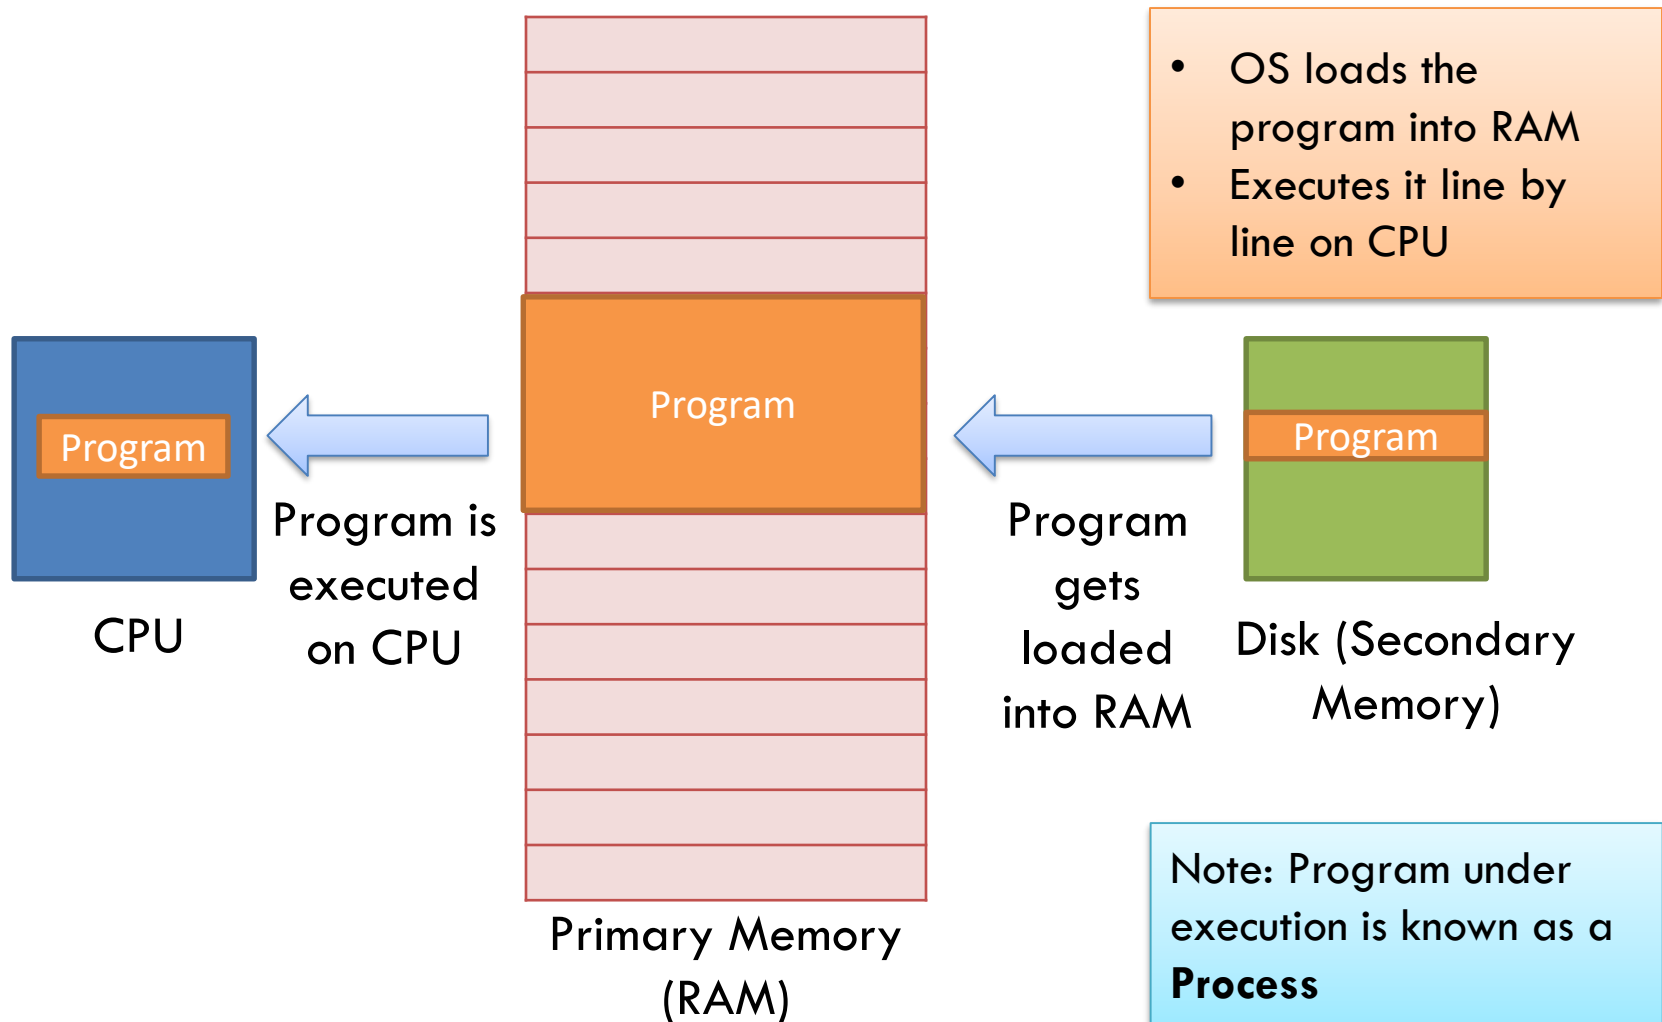 • OS loads the
program into RAM
• Executes it line by
line on CPU
Program
Program
Program
Program is
executed
on CPU
Program
gets
loaded
into RAM
CPU
Disk (Secondary
Memory)
Primary Memory
(RAM)
Note: Program under
execution is known as a
Process